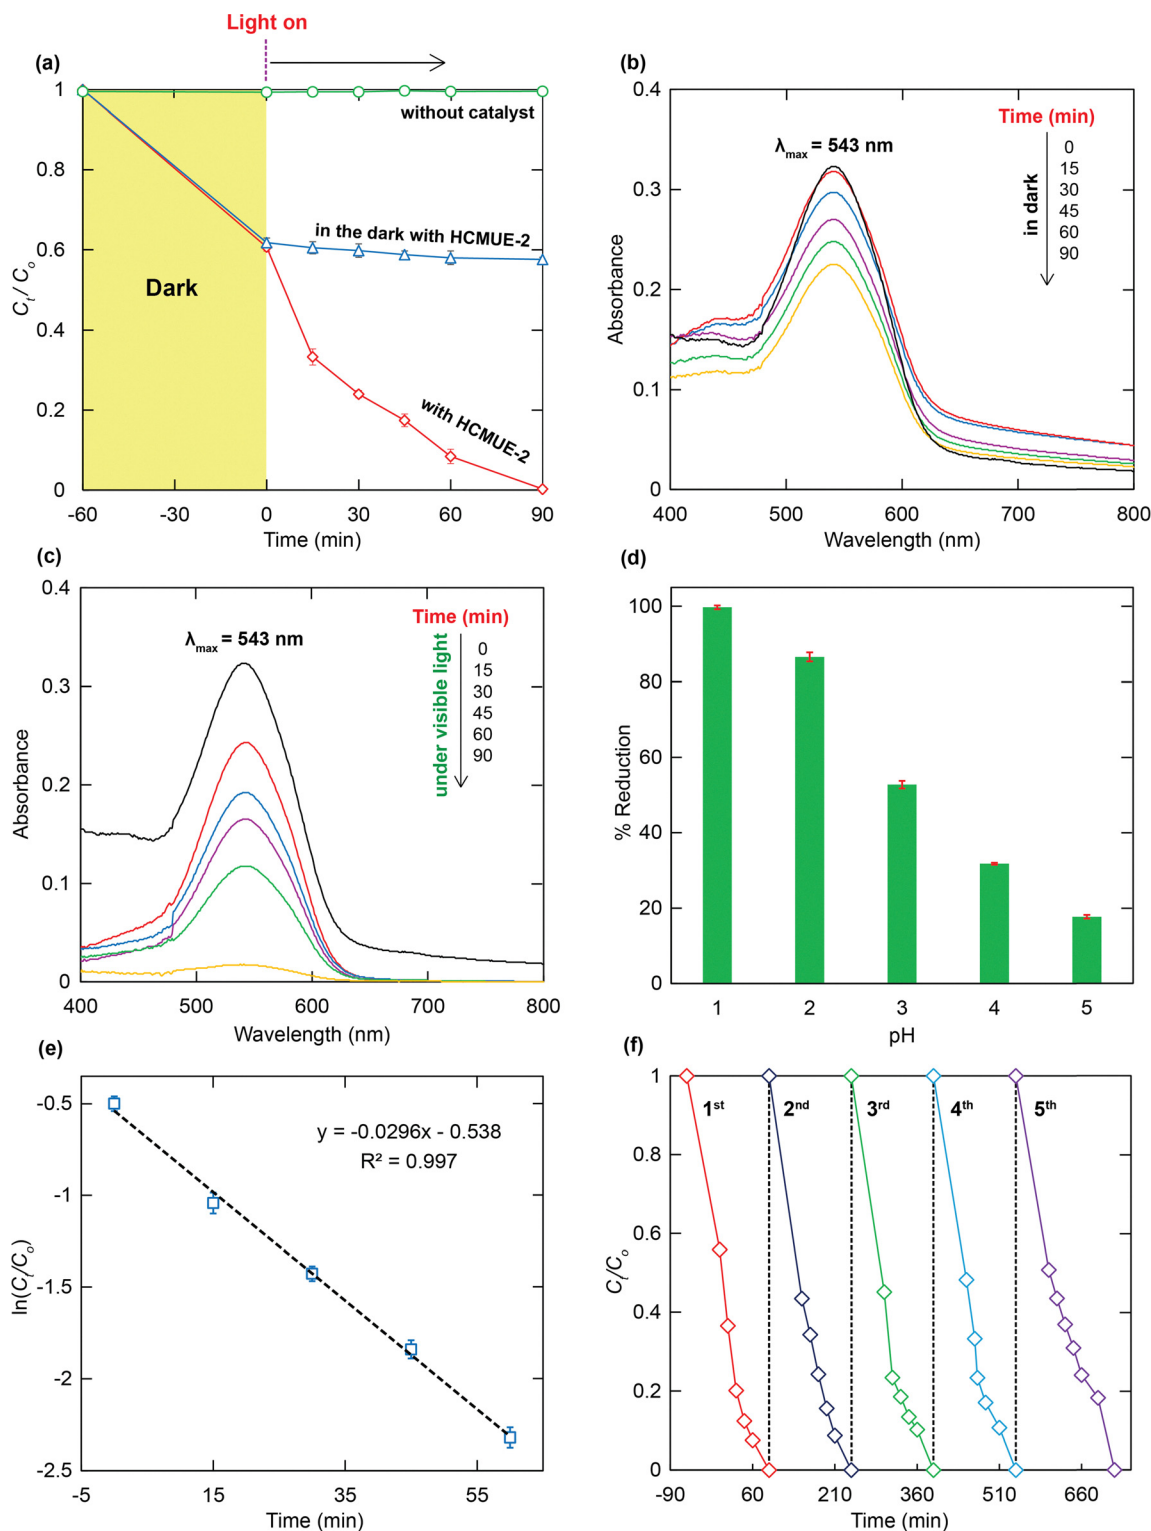 Light on
(a)
1
0.8
0.6
0.4
0.2
0
Ct/ Co
without catalyst
in the dark with HCMUE-2
Dark
with HCMUE-2
-60 -30 0 30 60 90
Time (min)
(b)
0.4
0.3
0.2
0.1
0
Absorbance
λmax = 543 nm
Time (min)
in dark
0
15
30
45
60
90
400 500 600 700 800
Wavelength (nm)
(c)
0.4
0.3
0.2
0.1
0
Absorbance
λmax = 543 nm
Time (min)
under visible light
0
15
30
45
60
90
400 500 600 700 800
Wavelength (nm)
(d)
100
80
60
40
20
0
% Reduction
1 2 3 4 5
pH
(e)
-0.5
-1
-1.5
-2
-2.5
ln(Ct/Co)
y = -0.0296x - 0.538
R² = 0.997
-5 15 35 55
Time (min)
(f)
1
0.8
0.6
0.4
0.2
0
Ct/Co
1st 2nd 3rd 4th 5th
-90 60 210 360 510 660
Time (min)